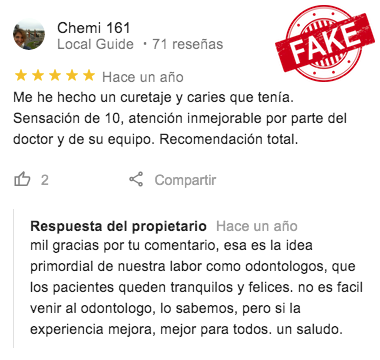 Chemi 161
Local Guide · 71 reseñas
FAKE
Hace un año
Me he hecho un curetaje y caries que tenía.
Sensación de 10, atención inmejorable por parte del
doctor y de su equipo. Recomendación total.
2
Compartir
Respuesta del propietario Hace un año
mil gracias por tu comentario, esa es la idea
primordial de nuestra labor como odontologos, que
los pacientes queden tranquilos y felices. no es facil
venir al odontologo, lo sabemos, pero si la
experiencia mejora, mejor para todos. un saludo.